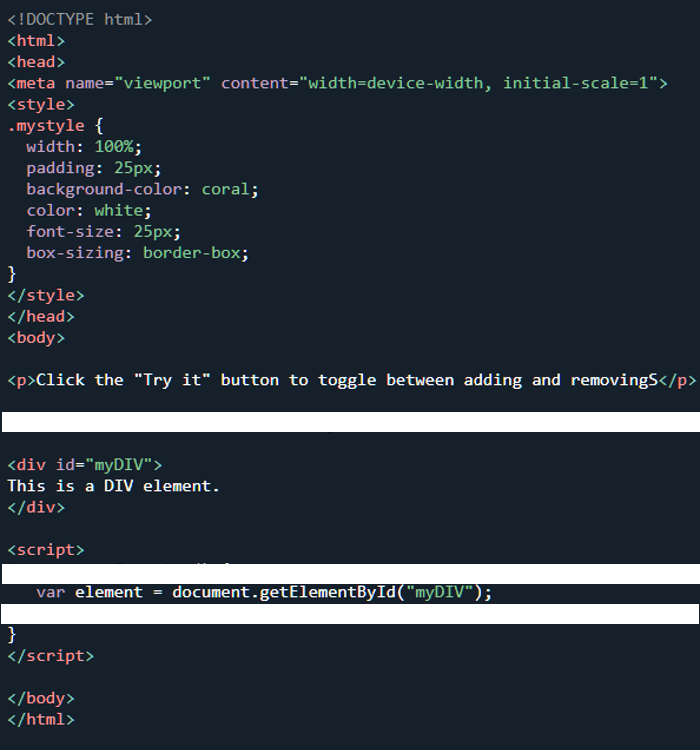 <!DOCTYPE html>
<html>
<head>
<meta name="viewport" content="width=device-width, initial-scale=1">
<style>
.mystyle {
  width: 100%;
  padding: 25px;
  background-color: coral;
  color: white;
  font-size: 25px;
  box-sizing: border-box;
}
</style>
</head>
<body>
<p>Click the "Try it" button to toggle between adding and removingS</p>
<div id="myDIV">
This is a DIV element.
</div>
<script>
   var element = document.getElementById("myDIV");
}
</script>
</body>
</html>